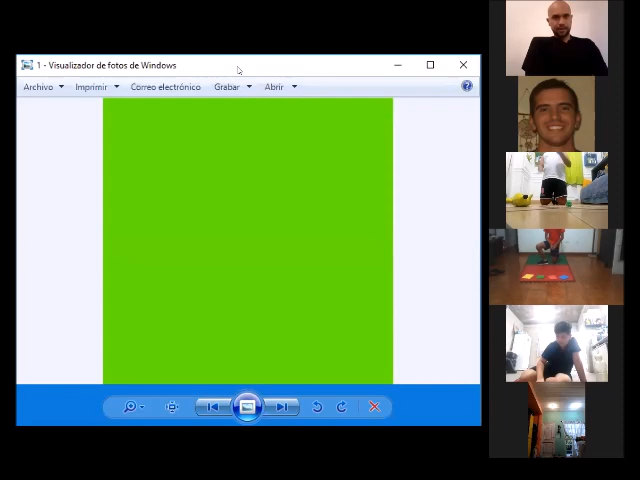 1 - Visualizador de fotos de Windows
Archivo Imprimir Correo electrónico Grabar Abrir